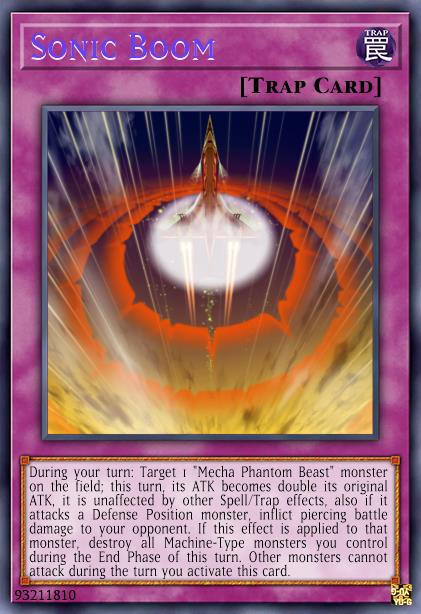 Sonic Boom
TRAP
罠
[Trap Card]
During your turn: Target 1 "Mecha Phantom Beast" monster
on the field; this turn, its ATK becomes double its original
ATK, it is unaffected by other Spell/Trap effects, also if it
attacks a Defense Position monster, inflict piercing battle
damage to your opponent. If this effect is applied to that
monster, destroy all Machine-Type monsters you control
during the End Phase of this turn. Other monsters cannot
attack during the turn you activate this card.
93211810